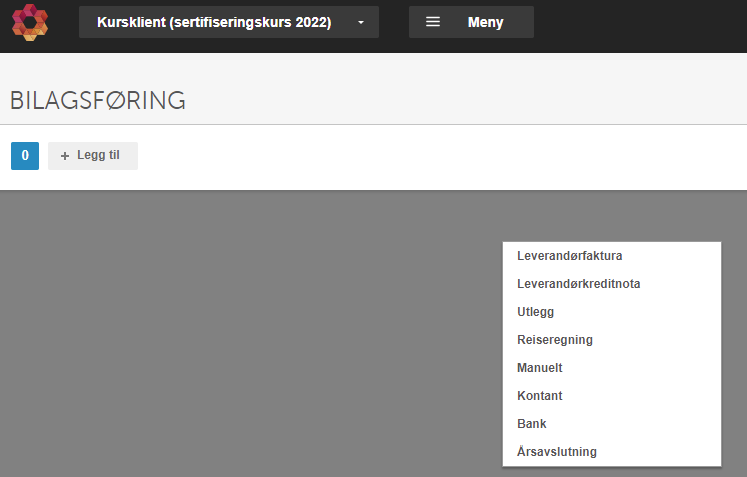 Kursklient (sertifiseringskurs 2022)
Meny
BILAGSFØRING
0
+ Legg til
Leverandørfaktura
Leverandørkreditnota
Utlegg
Reiseregning
Manuelt
Kontant
Bank
Årsavslutning